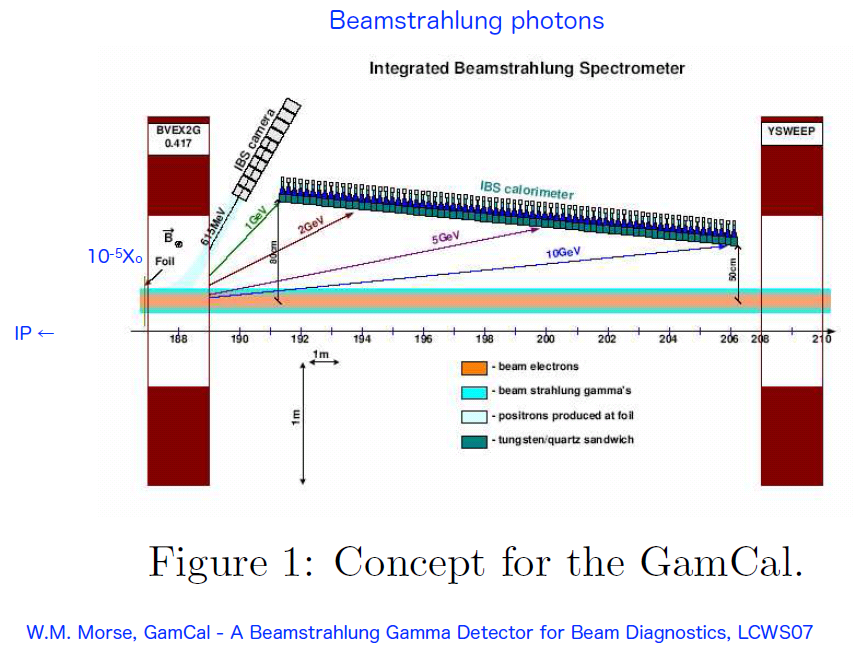 Beamstrahlung photons
Integrated Beamstrahlung Spectrometer
BVEX2G
0.417
YSWEEP
IBS camera
IBS calorimeter
61.5MeV
1GeV
2GeV
5GeV
10GeV
B
80cm
50cm
10⁻⁵X₀
Foil
IP ←
188 190 192 194 196 198 200 202 204 206 208 210
1m
1m
- beam electrons
- beam strahlung gamma's
- positrons produced at foil
- tungsten/quartz sandwich
Figure 1: Concept for the GamCal.
W.M. Morse, GamCal - A Beamstrahlung Gamma Detector for Beam Diagnostics, LCWS07